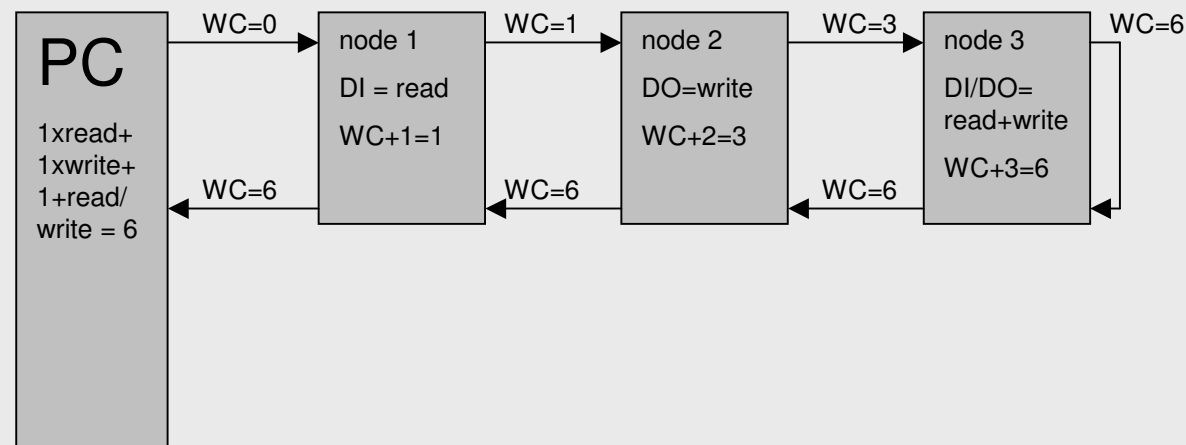 PC
1xread+
1xwrite+
1+read/
write = 6
WC=0
node 1
DI = read
WC+1=1
WC=1
node 2
DO=write
WC+2=3
WC=3
node 3
DI/DO=
read+write
WC+3=6
WC=6
WC=6
WC=6
WC=6